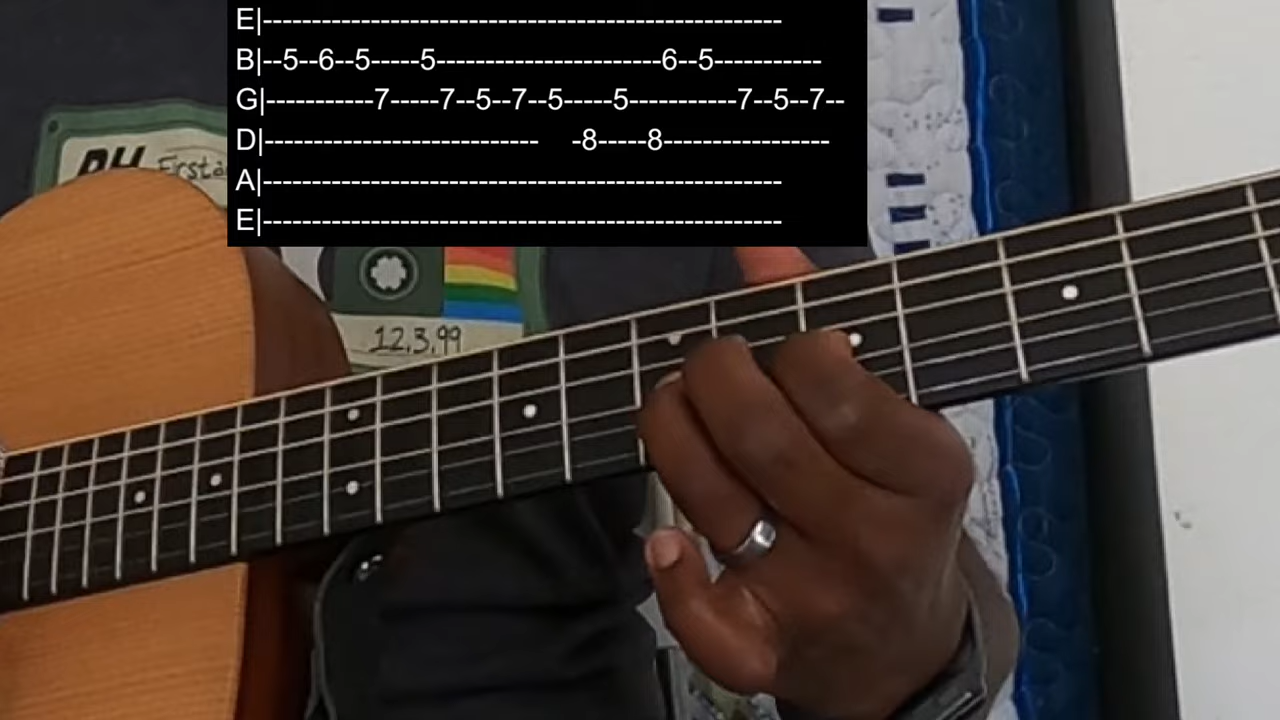 E|------------------------------------------------
B|--5--6--5-----5---------------------6--5----------
G|----------7-----7--5--7--5-----5----------7--5--7--
D|------------------------- -8-----8----------------
A|------------------------------------------------
E|------------------------------------------------
Firsta
12.3.99